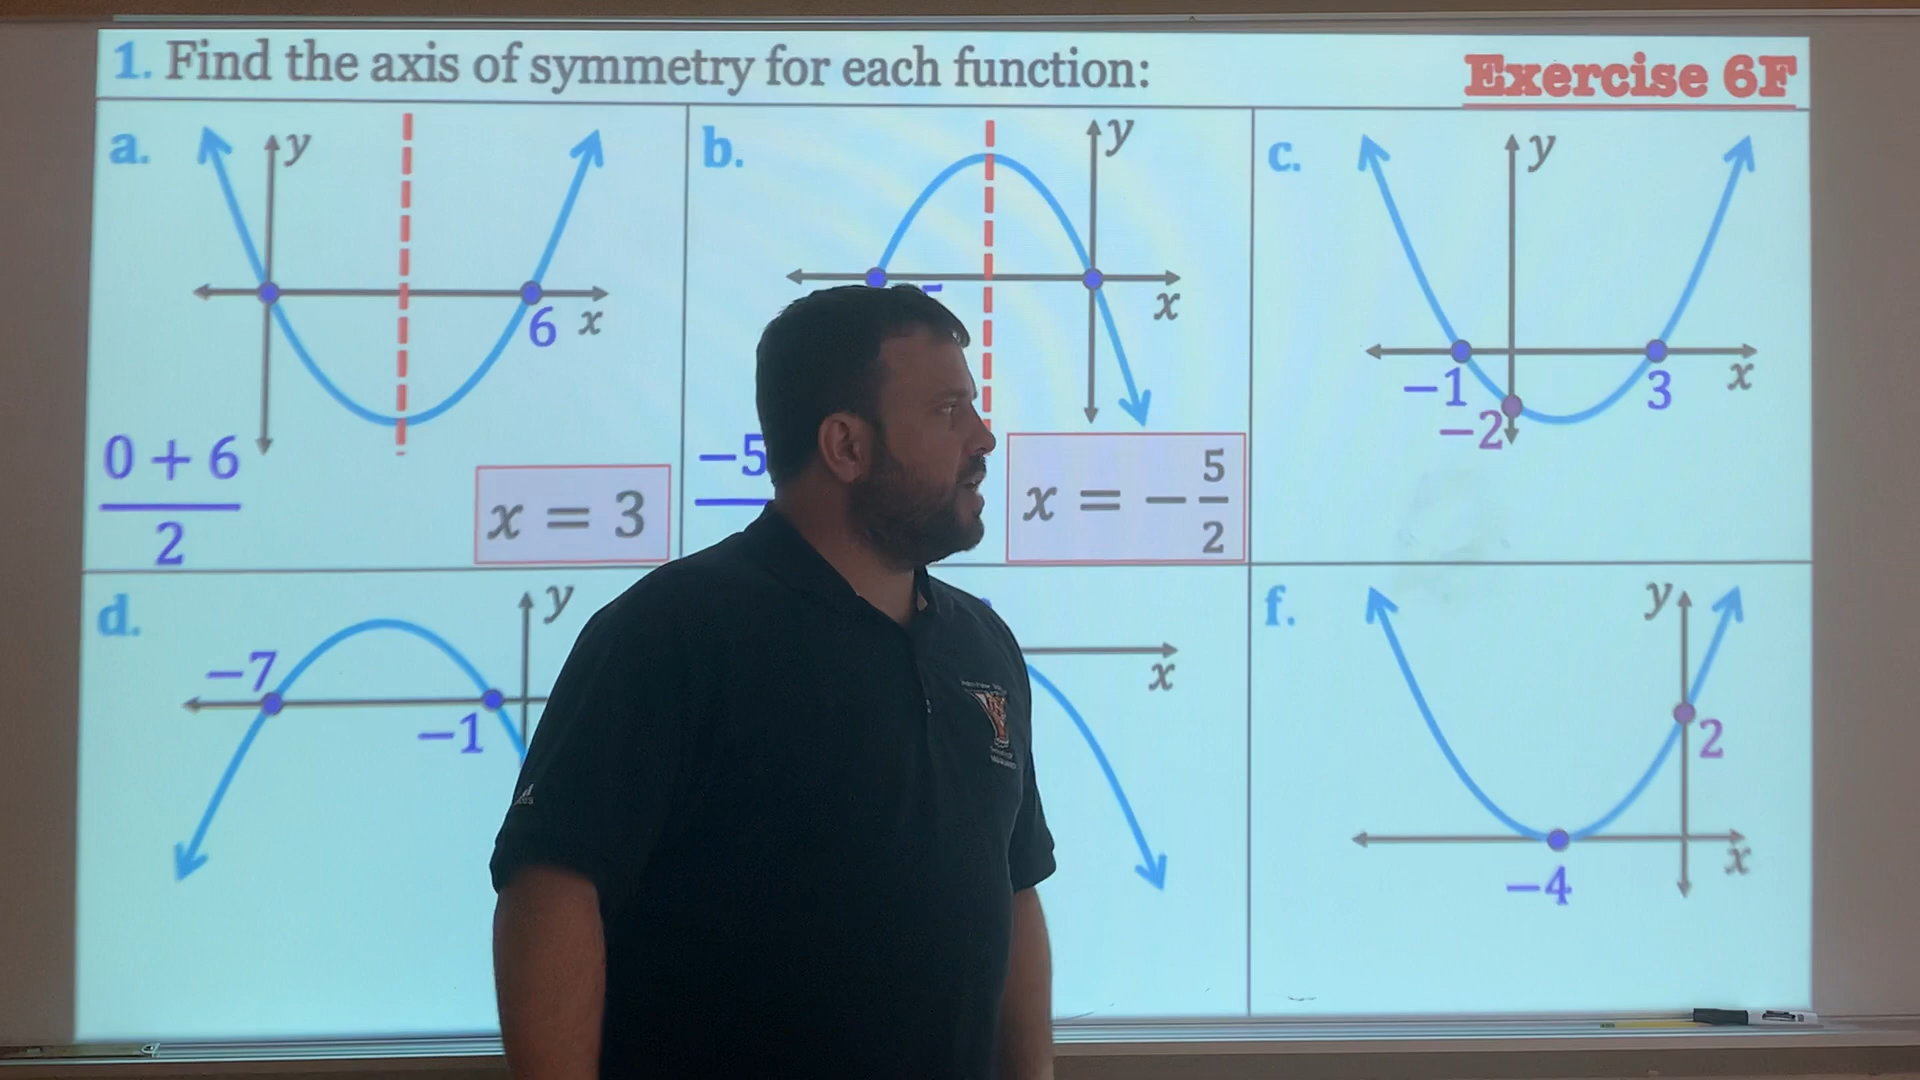 1. Find the axis of symmetry for each function:
Exercise 6F
a.
y
6
x
0 + 6
2
x = 3
b.
y
x
−5
x = −
5
2
c.
y
−1
−2
3
x
d.
y
−7
−1
x
f.
y
2
−4
x